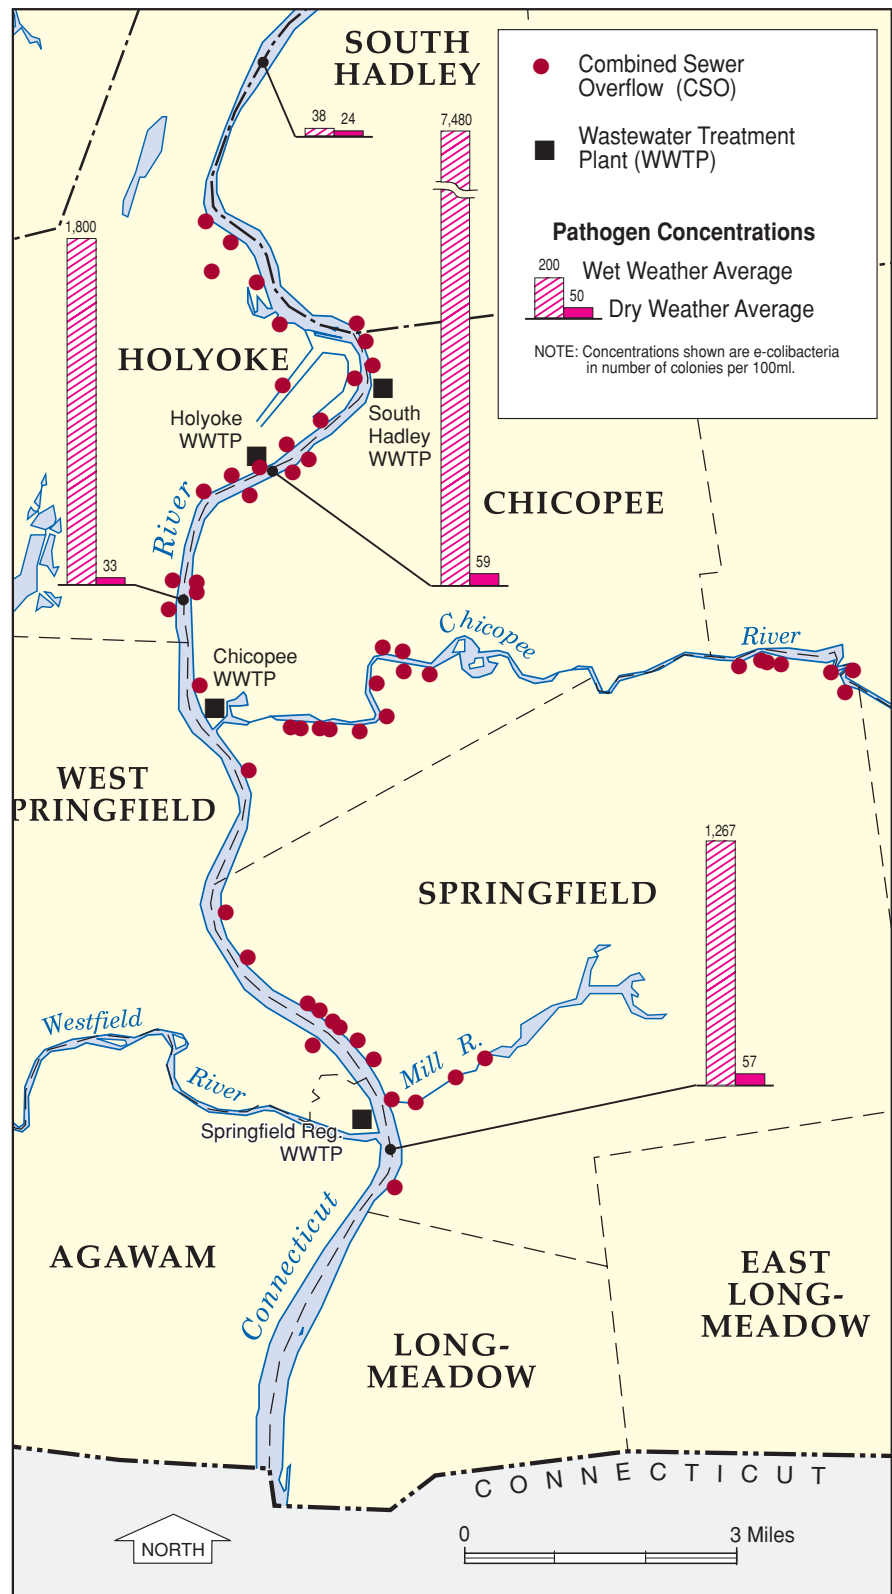 SOUTH
HADLEY
38
24
7,480
1,800
Combined Sewer
Overflow (CSO)
Wastewater Treatment
Plant (WWTP)
Pathogen Concentrations
200
Wet Weather Average
50
Dry Weather Average
NOTE: Concentrations shown are e-colibacteria
in number of colonies per 100ml.
HOLYOKE
Holyoke
WWTP
South
Hadley
WWTP
River
CHICOPEE
33
59
Chicopee
River
Chicopee
WWTP
WEST
PRINGFIELD
1,267
SPRINGFIELD
Westfield
River
Mill R.
57
Springfield Reg.
WWTP
Connecticut
AGAWAM
EAST
LONG-
MEADOW
LONG-
MEADOW
CONNECTICUT
NORTH
0
3 Miles